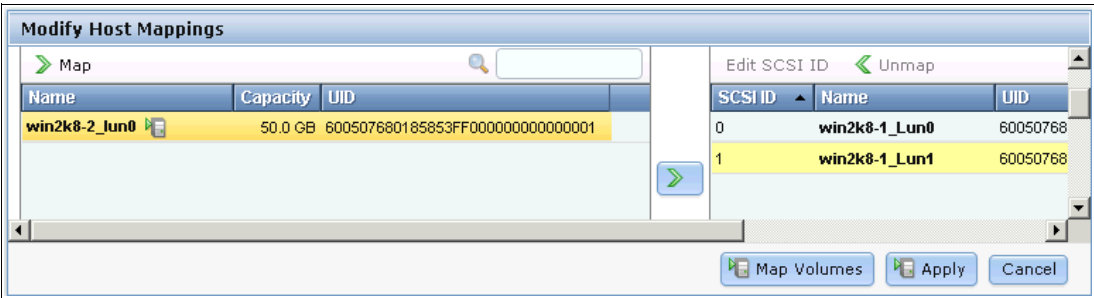 Modify Host Mappings
Map
Edit SCSI ID Unmap
Name Capacity UID
SCSI ID Name UID
win2k8-2_lun0 50.0 GB 600507680185853FF000000000000001
0 win2k8-1_Lun0 60050768
1 win2k8-1_Lun1 60050768
Map Volumes Apply Cancel